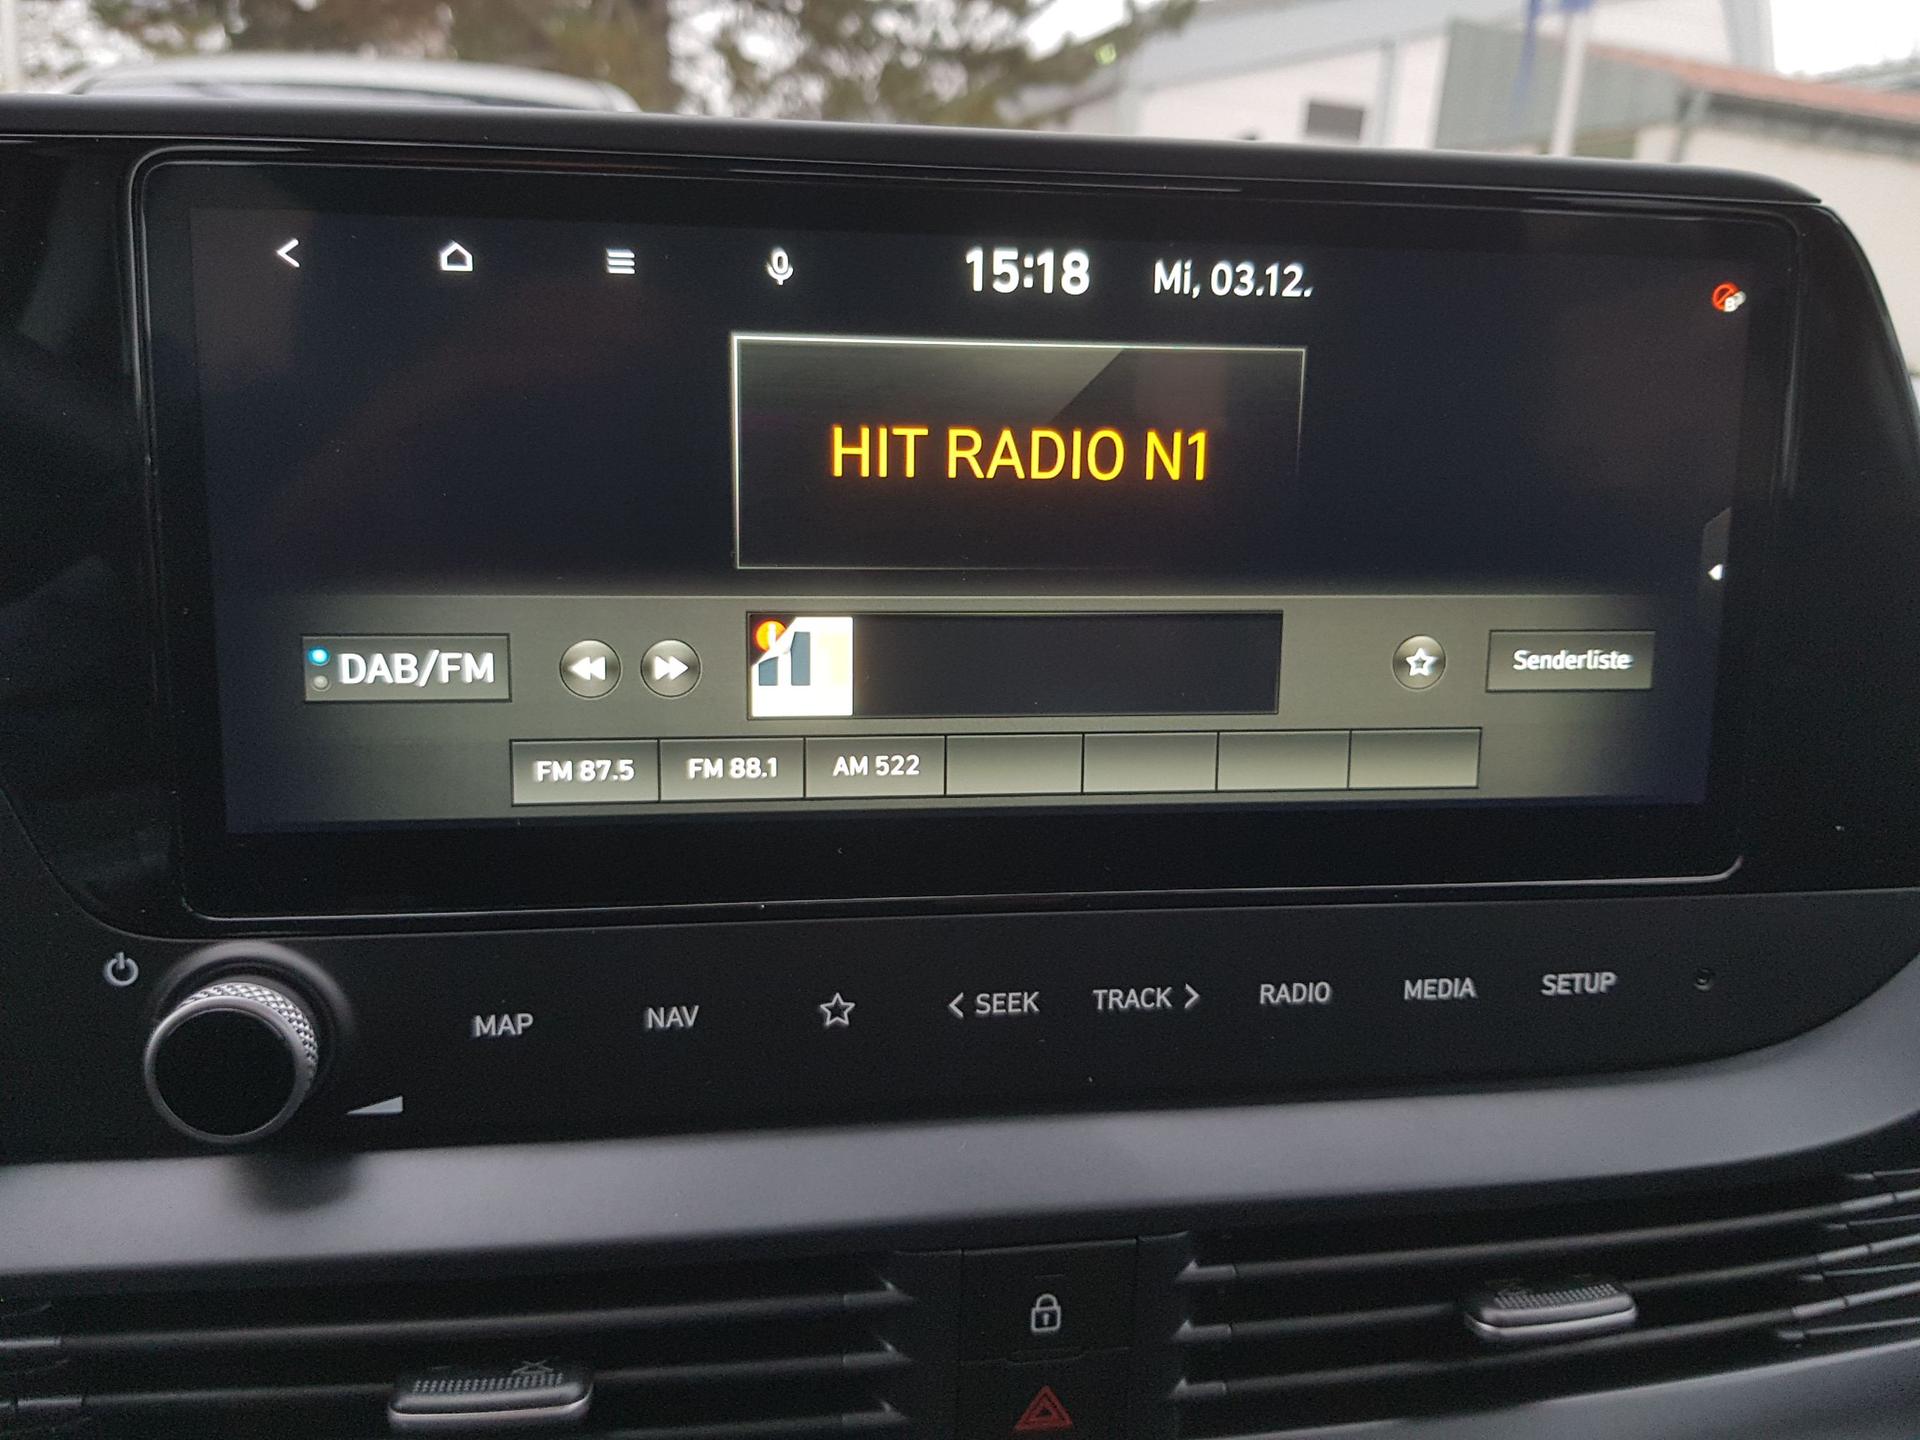 15:18 Mi, 03.12.
HIT RADIO N1
DAB/FM
Senderliste
FM 87.5 FM 88.1 AM 522
MAP NAV < SEEK TRACK > RADIO MEDIA SETUP